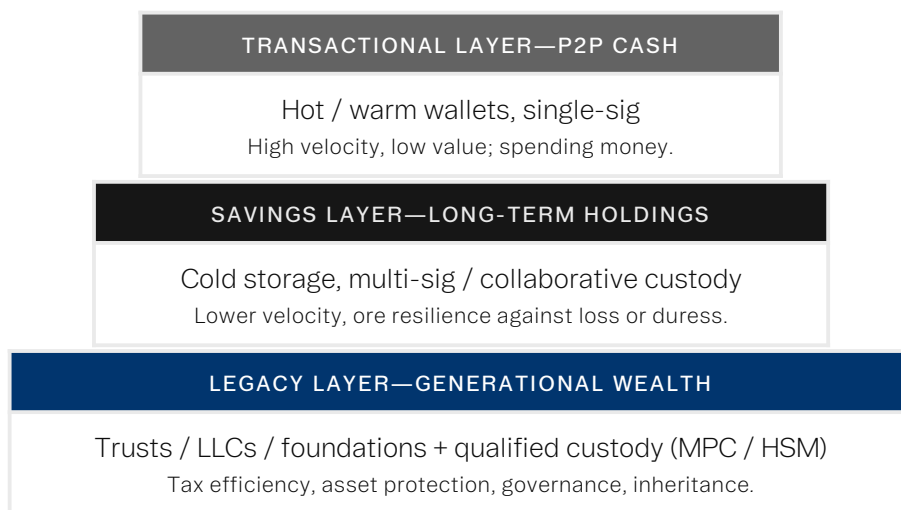 TRANSACTIONAL LAYER—P2P CASH
Hot / warm wallets, single-sig
High velocity, low value; spending money.
SAVINGS LAYER—LONG-TERM HOLDINGS
Cold storage, multi-sig / collaborative custody
Lower velocity, ore resilience against loss or duress.
LEGACY LAYER—GENERATIONAL WEALTH
Trusts / LLCs / foundations + qualified custody (MPC / HSM)
Tax efficiency, asset protection, governance, inheritance.